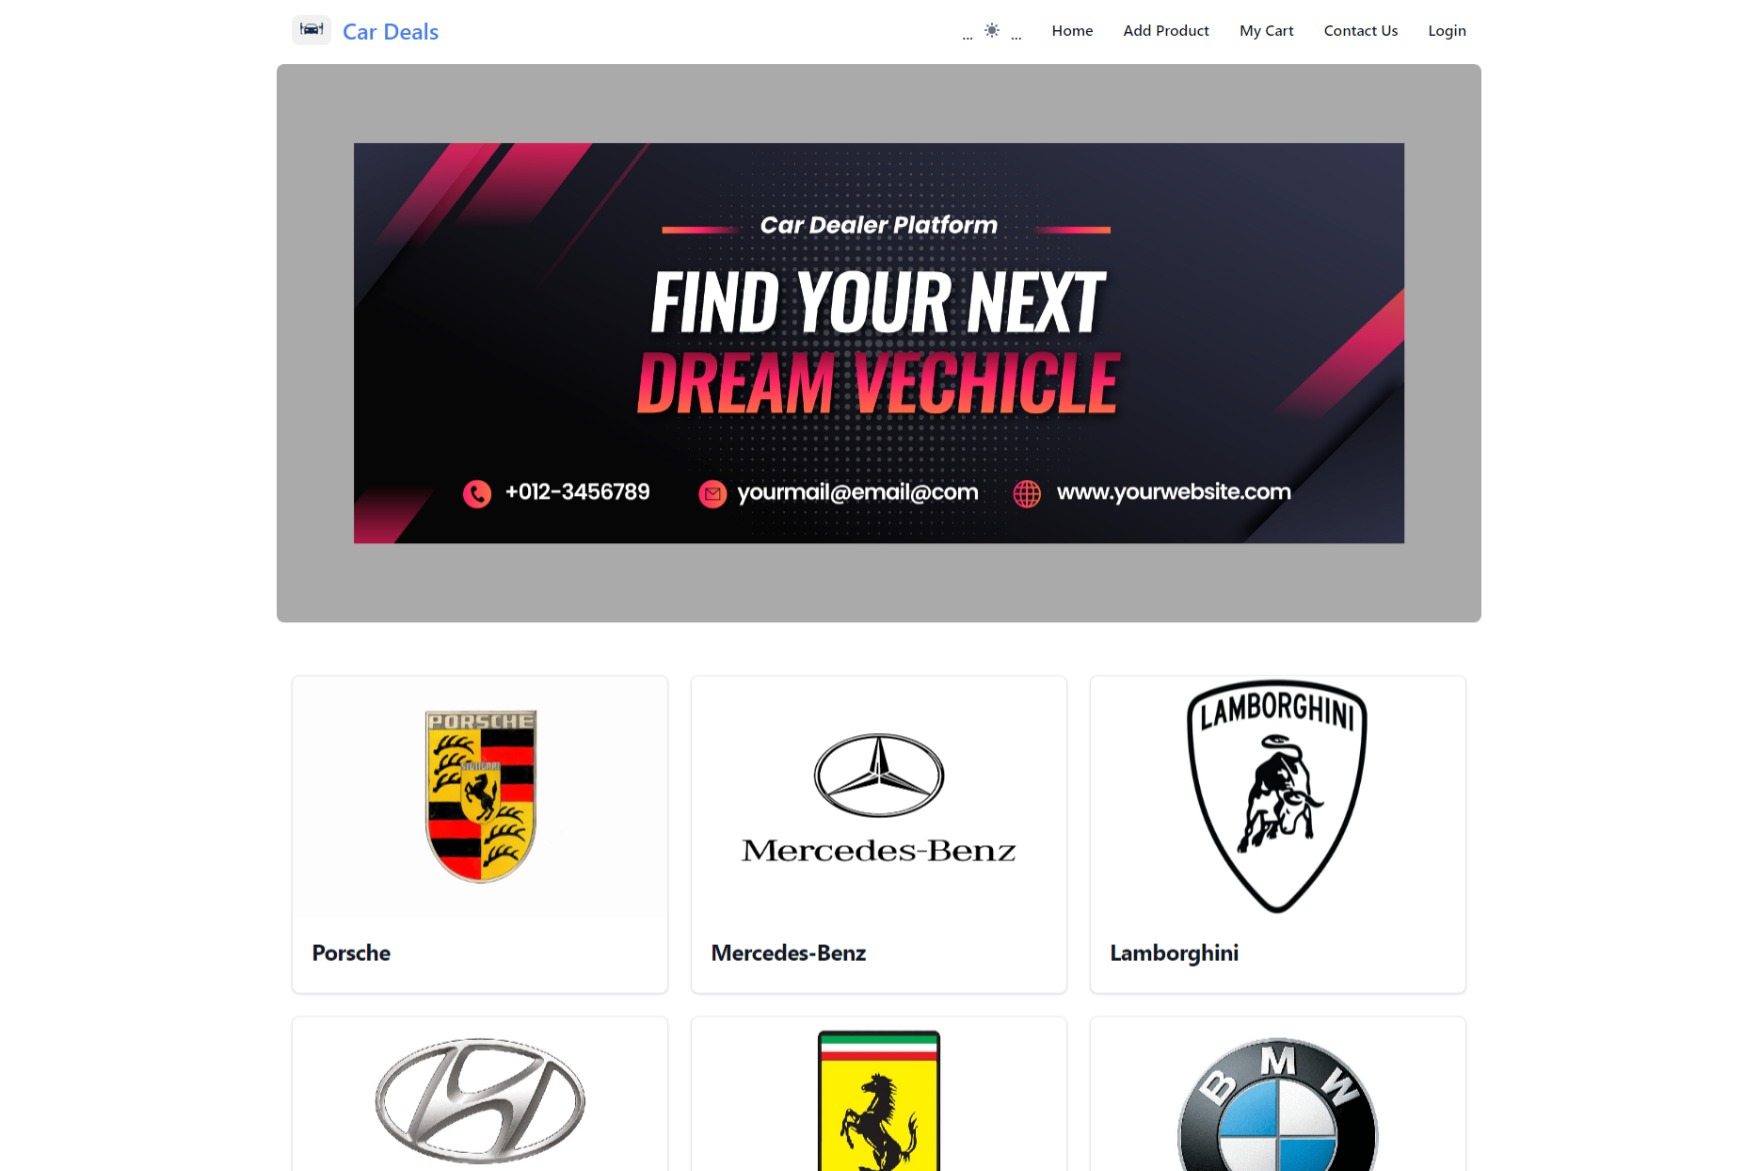 Car Deals
... ... Home Add Product My Cart Contact Us Login
Car Dealer Platform
FIND YOUR NEXT
DREAM VECHICLE
+012-3456789 yourmail@email@com www.yourwebsite.com
PORSCHE
STUTTGART
Mercedes-Benz
LAMBORGHINI
Porsche Mercedes-Benz Lamborghini
BMW